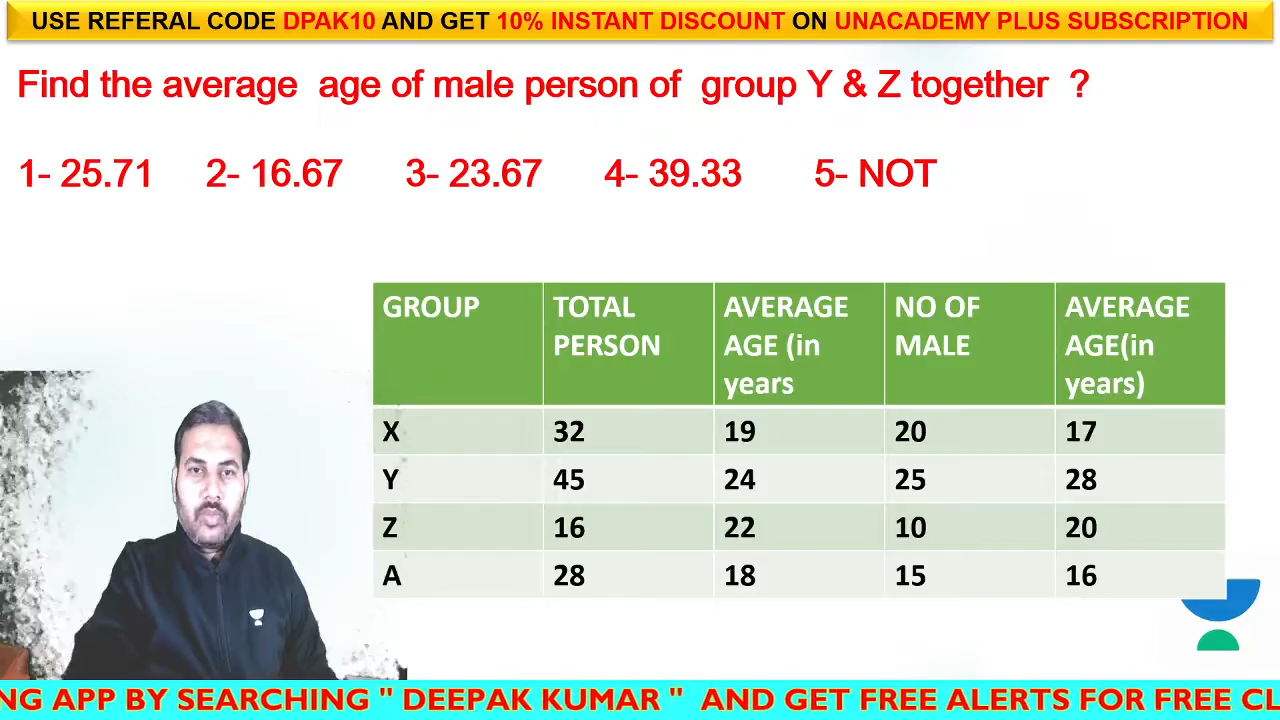 USE REFERAL CODE DPAK10 AND GET 10% INSTANT DISCOUNT ON UNACADEMY PLUS SUBSCRIPTION
Find the average age of male person of group Y & Z together ?
1- 25.71 2- 16.67 3- 23.67 4- 39.33 5- NOT
GROUP TOTAL PERSON AVERAGE AGE (in years NO OF MALE AVERAGE AGE(in years)
X 32 19 20 17
Y 45 24 25 28
Z 16 22 10 20
A 28 18 15 16
NG APP BY SEARCHING " DEEPAK KUMAR " AND GET FREE ALERTS FOR FREE CL